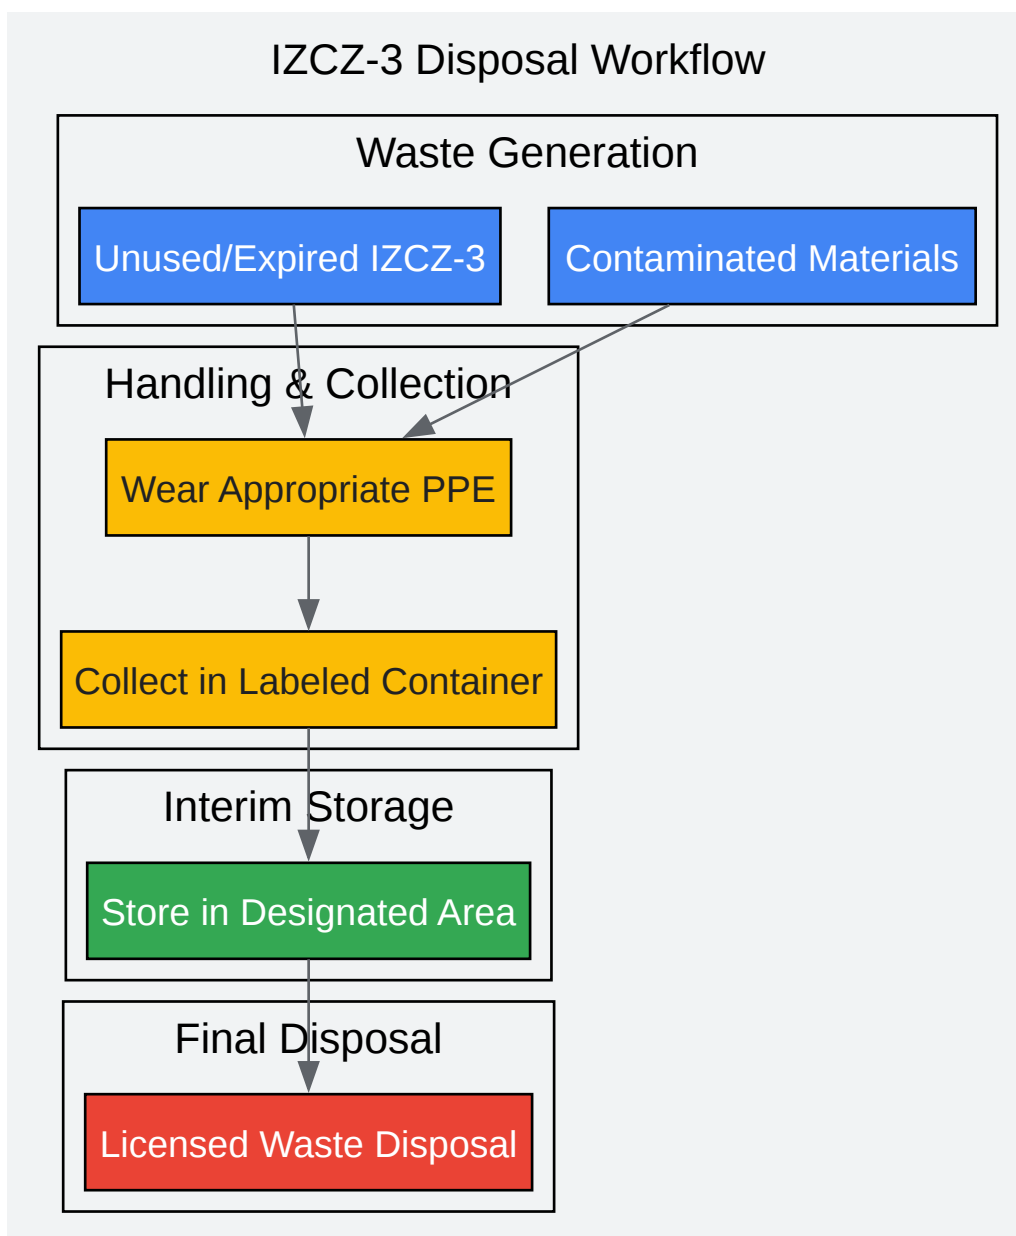 IZCZ-3 Disposal Workflow
Waste Generation
Unused/Expired IZCZ-3
Contaminated Materials
Handling & Collection
Wear Appropriate PPE
Collect in Labeled Container
Interim Storage
Store in Designated Area
Final Disposal
Licensed Waste Disposal